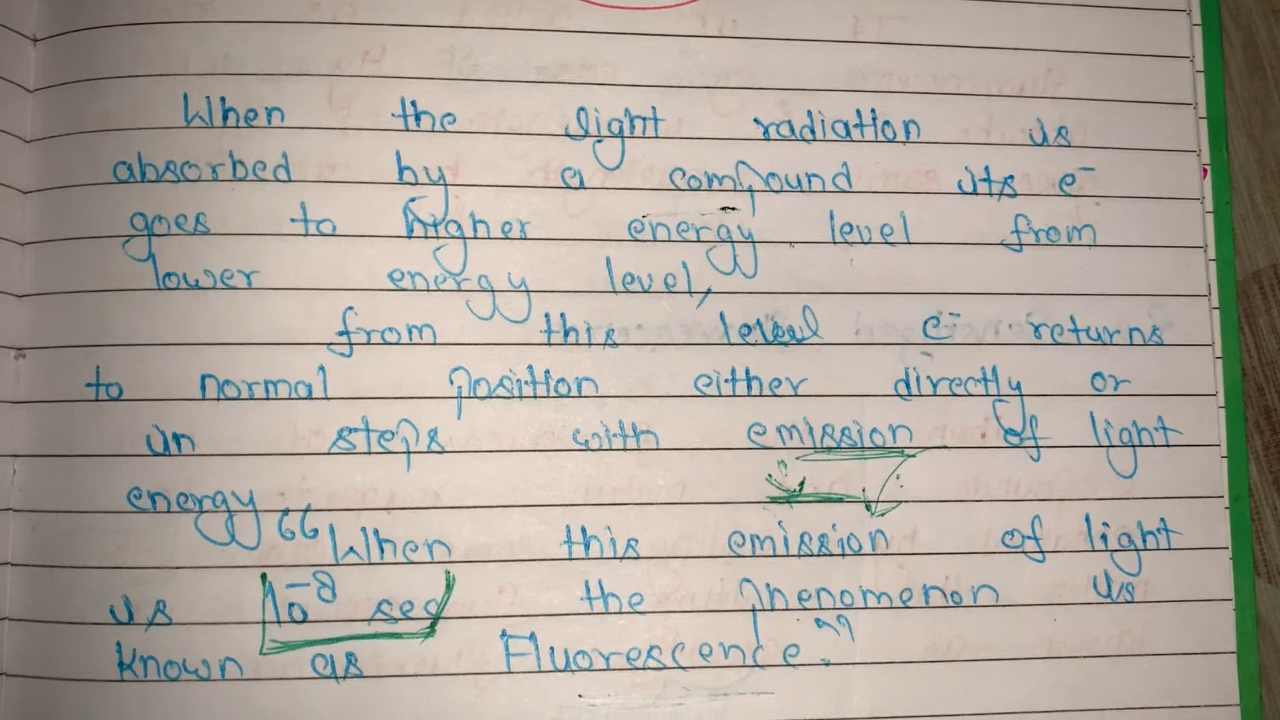 When the light radiation is
absorbed by a compound its e⁻
goes to higher energy level from
lower energy level,
from this level e⁻ returns
to normal position either directly or
in steps with emission of light
energy
“When this emission of light
is 10⁻⁸ sec the phenomenon is
known as Fluorescence.”